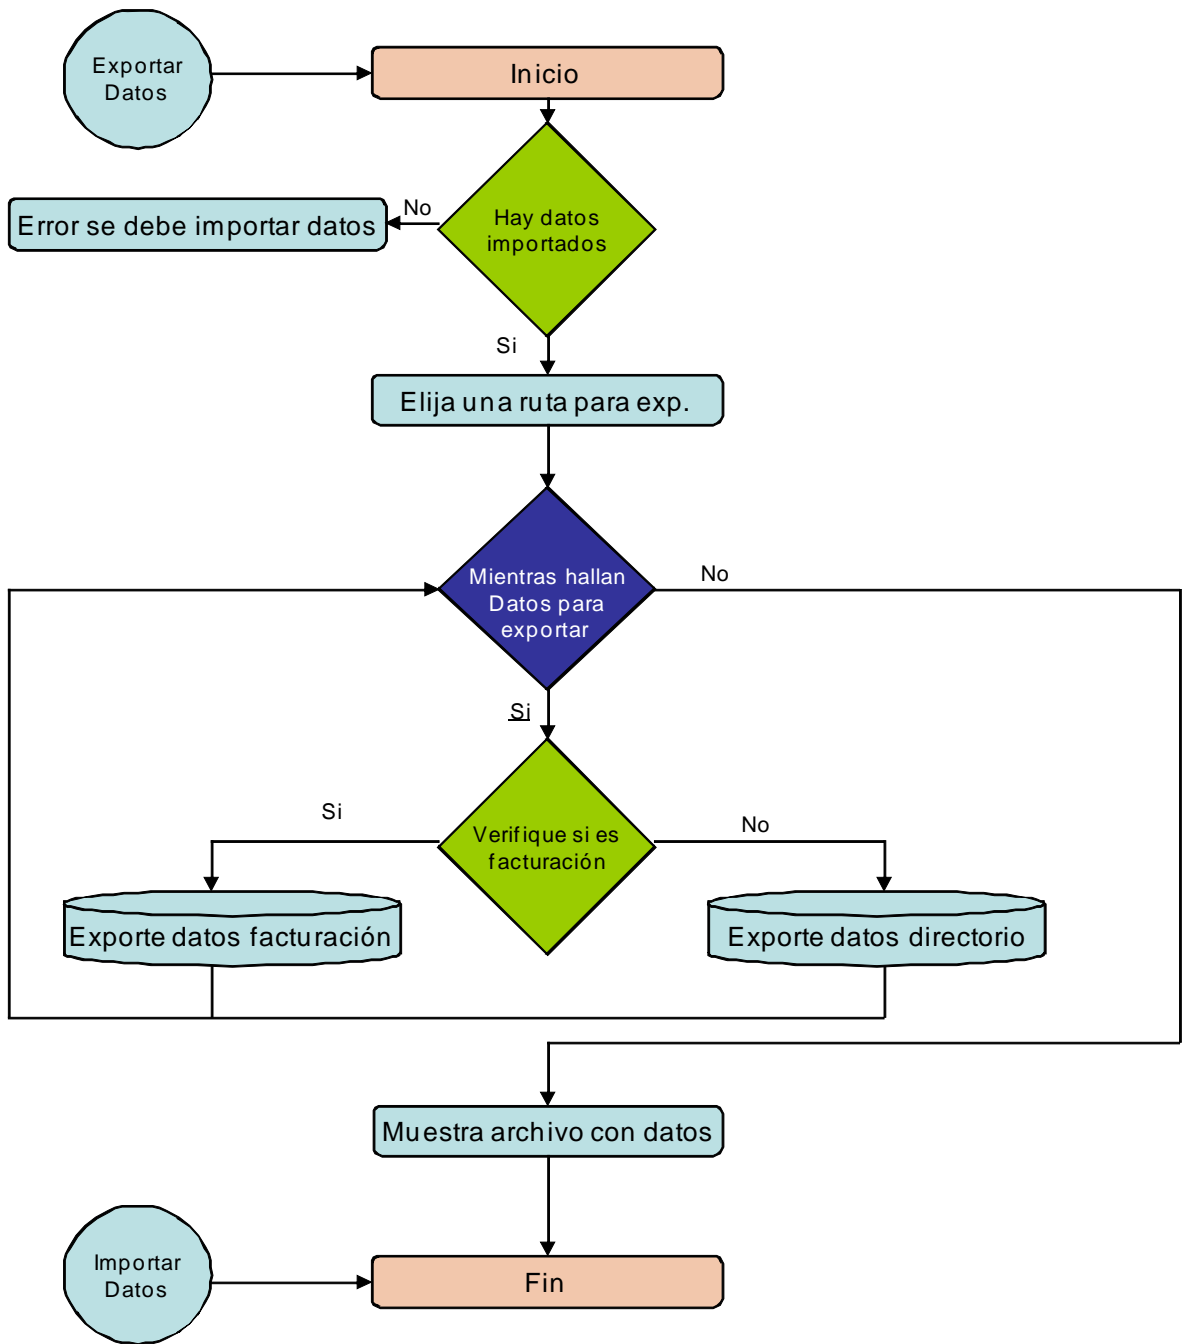 Exportar
Datos
Inicio
No
Error se debe importar datos
Hay datos
importados
Si
Elija una ruta para exp.
Mientras hallan
Datos para
exportar
No
Si
Si
Verifique si es
facturación
No
Exporte datos facturación
Exporte datos directorio
Muestra archivo con datos
Importar
Datos
Fin